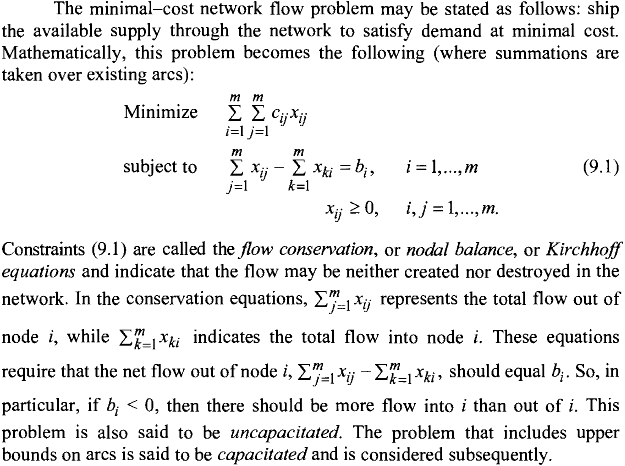 The minimal–cost network flow problem may be stated as follows: ship
the available supply through the network to satisfy demand at minimal cost.
Mathematically, this problem becomes the following (where summations are
taken over existing arcs):
Minimize \sum_{i=1}^{m} \sum_{j=1}^{m} c_{ij} x_{ij}
subject to \sum_{j=1}^{m} x_{ij} - \sum_{k=1}^{m} x_{ki} = b_i, i = 1,...,m (9.1)
x_{ij} ≥ 0, i, j = 1,...,m.
Constraints (9.1) are called the flow conservation, or nodal balance, or Kirchhoff
equations and indicate that the flow may be neither created nor destroyed in the
network. In the conservation equations, \sum_{j=1}^{m} x_{ij} represents the total flow out of
node i, while \sum_{k=1}^{m} x_{ki} indicates the total flow into node i. These equations
require that the net flow out of node i, \sum_{j=1}^{m} x_{ij} - \sum_{k=1}^{m} x_{ki}, should equal b_i. So, in
particular, if b_i < 0, then there should be more flow into i than out of i. This
problem is also said to be uncapacitated. The problem that includes upper
bounds on arcs is said to be capacitated and is considered subsequently.